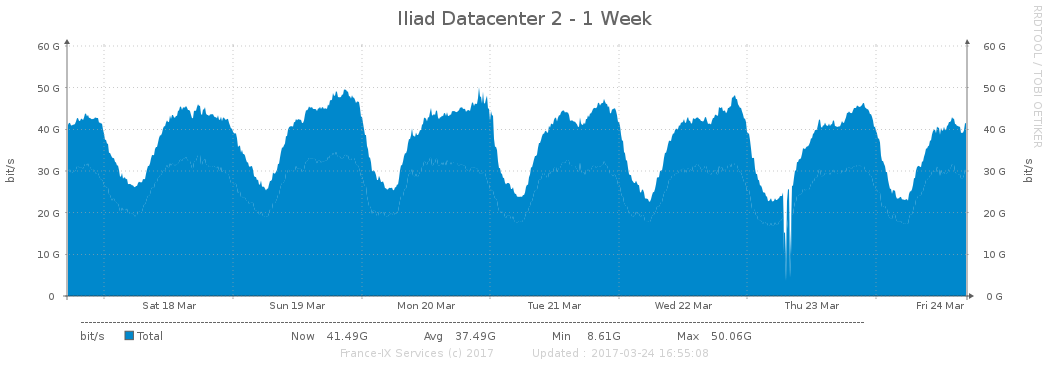 Iliad Datacenter 2 - 1 Week
RRDTOOL / TOBI OETIKER
60 G 60 G
50 G 50 G
40 G 40 G
30 G 30 G
20 G 20 G
10 G 10 G
0 0 G
bit/s
bit/s
Sat 18 Mar Sun 19 Mar Mon 20 Mar Tue 21 Mar Wed 22 Mar Thu 23 Mar Fri 24 Mar
bit/s Total Now 41.49G Avg 37.49G Min 8.61G Max 50.06G
France-IX Services (c) 2017 Updated : 2017-03-24 16:55:08